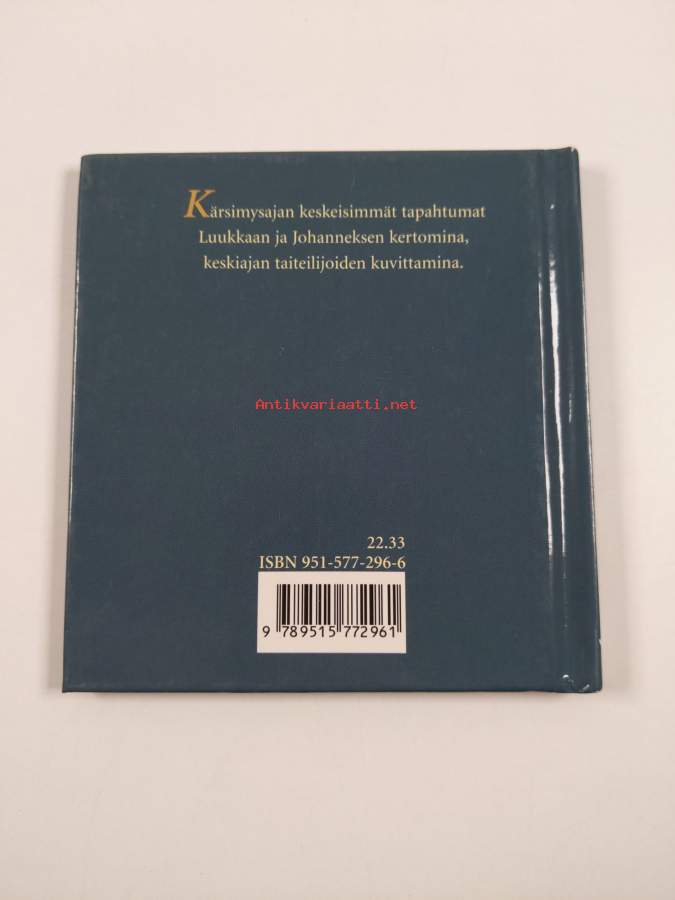 Kärsimysajan keskeisimmät tapahtumat
Luukkaan ja Johanneksen kertomina,
keskiajan taiteilijoiden kuvittamina.
Antikvariaatti.net
22.33
ISBN 951-577-296-6
9 789515 772961